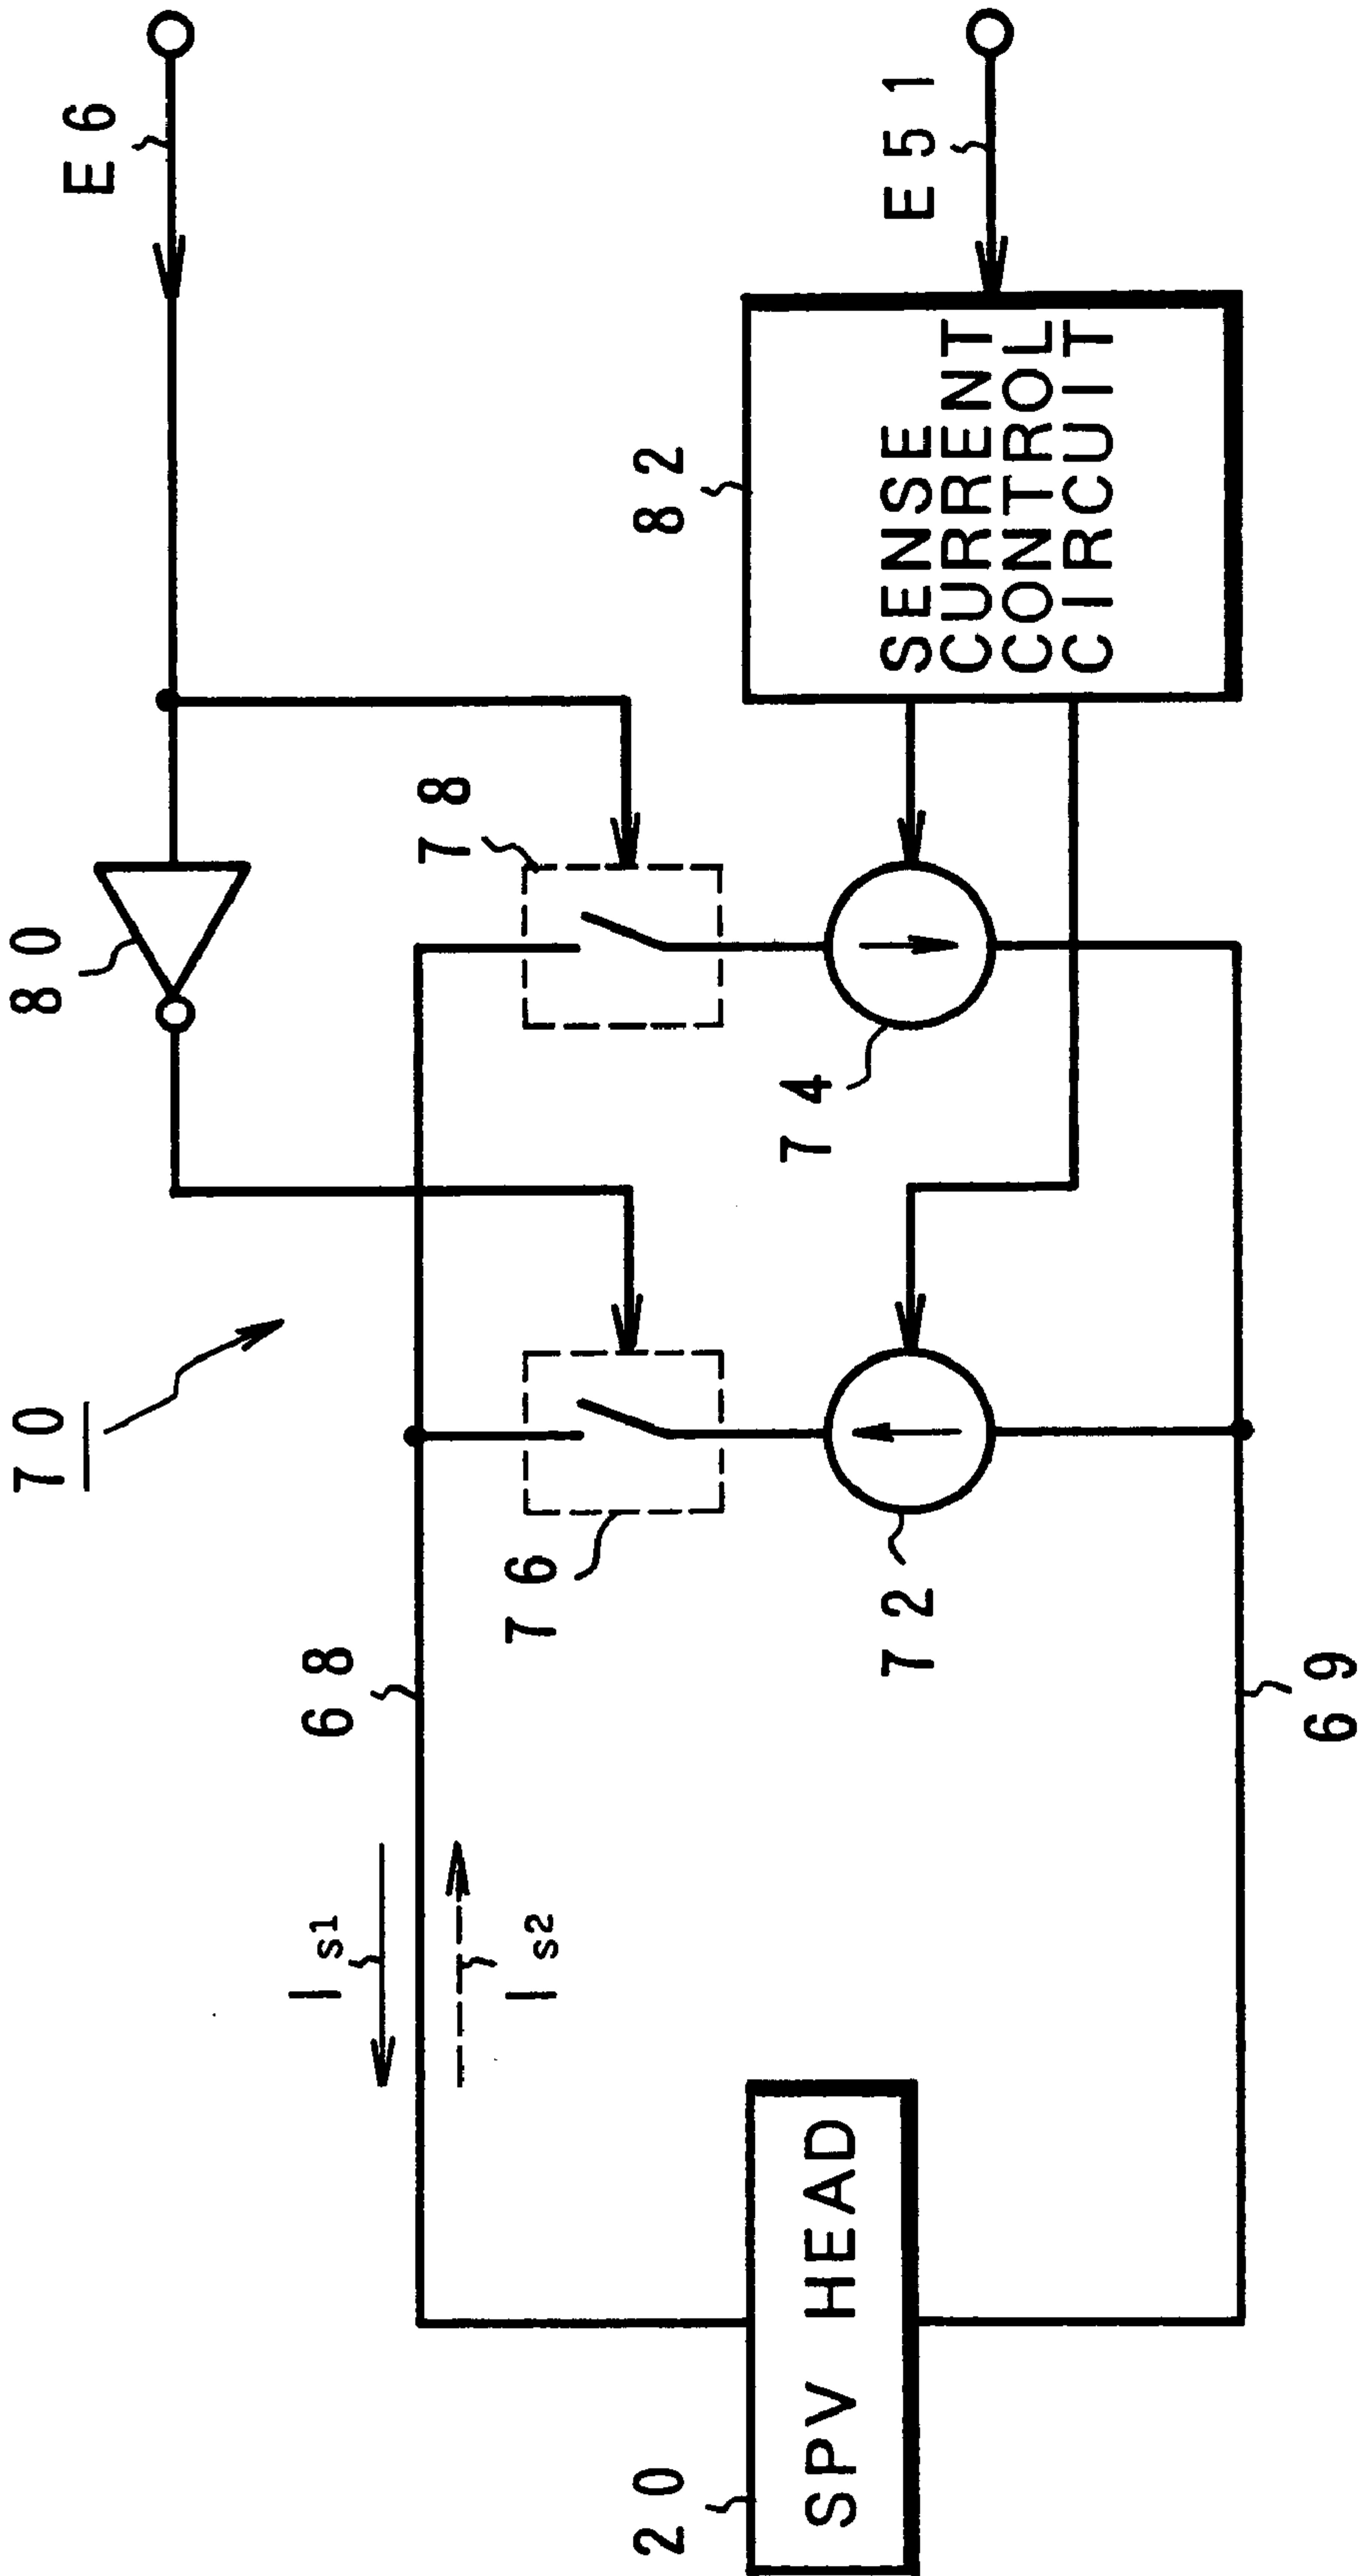 70
80
E6
68
Is1
Is2
76
78
82
SENSE
CURRENT
CONTROL
CIRCUIT
E51
20
SPV HEAD
72
74
69